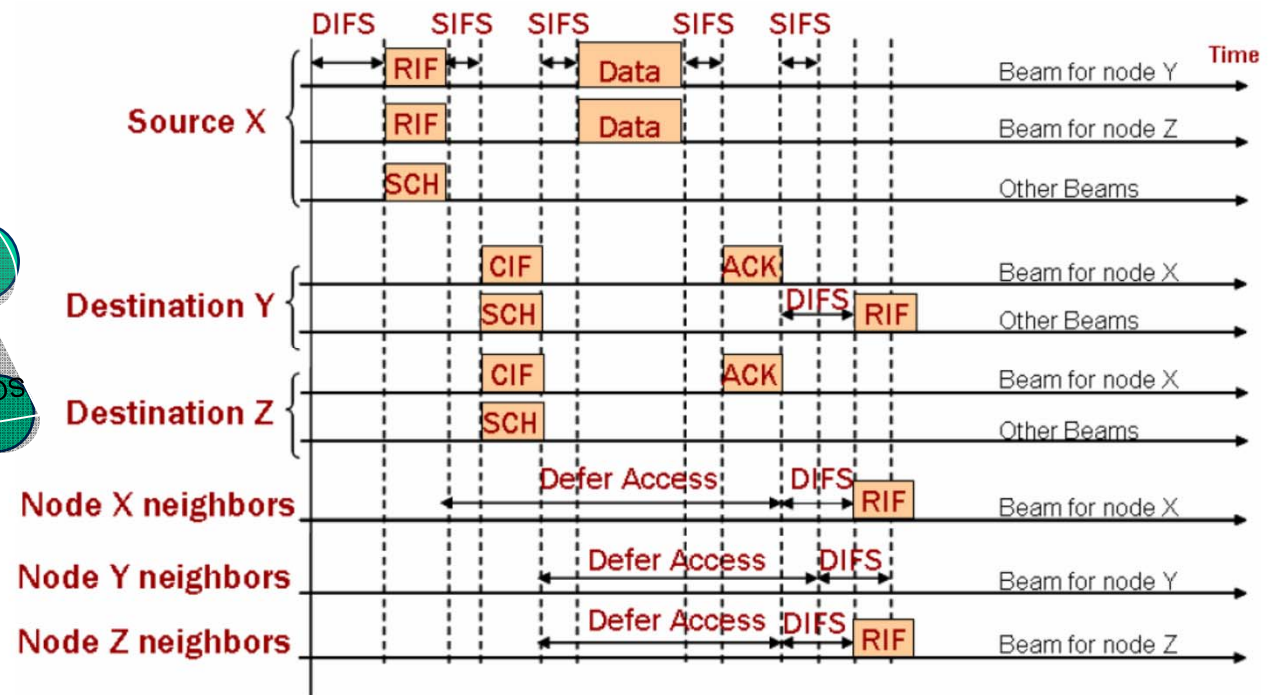 DIFS SIFS SIFS SIFS SIFS
Time
RIF Data Beam for node Y
Source X
RIF Data Beam for node Z
SCH Other Beams
CIF ACK Beam for node X
Destination Y
DIFS
SCH RIF Other Beams
CIF ACK Beam for node X
Destination Z
SCH Other Beams
Defer Access DIFS
Node X neighbors RIF Beam for node X
Defer Access DIFS
Node Y neighbors Beam for node Y
Defer Access DIFS
Node Z neighbors RIF Beam for node Z